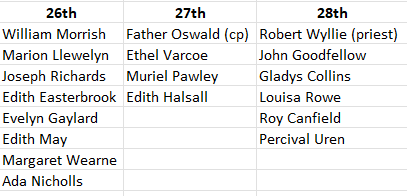 26th 27th 28th
William Morrish Father Oswald (cp) Robert Wyllie (priest)
Marion Llewelyn Ethel Varcoe John Goodfellow
Joseph Richards Muriel Pawley Gladys Collins
Edith Easterbrook Edith Halsall Louisa Rowe
Evelyn Gaylard Roy Canfield
Edith May Percival Uren
Margaret Wearne
Ada Nicholls